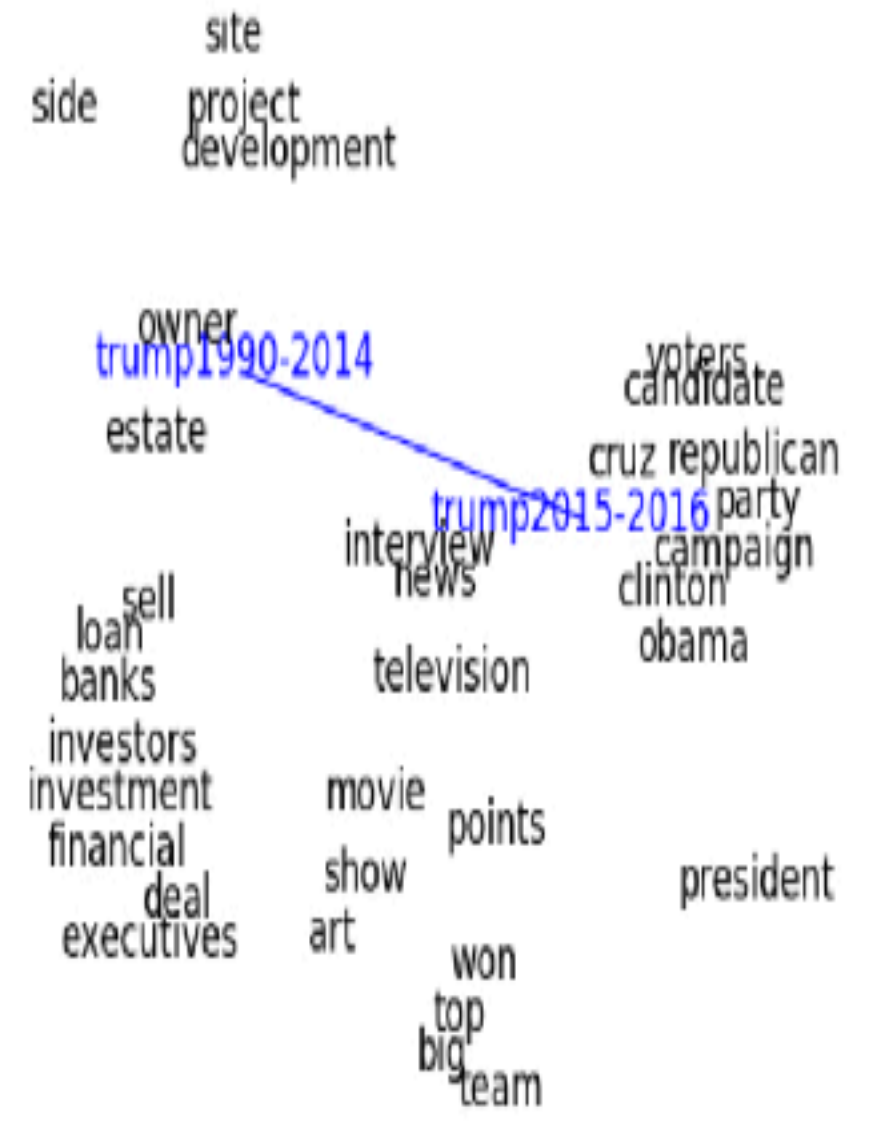 site
side
project
development
owner
trump1990-2014
estate
voters
candidate
cruz republican
party
trump2015-2016
interview
campaign
news
clinton
obama
sell
loan
banks
television
investors
investment
movie
points
financial
show
president
deal
executives
art
won
top
big
team